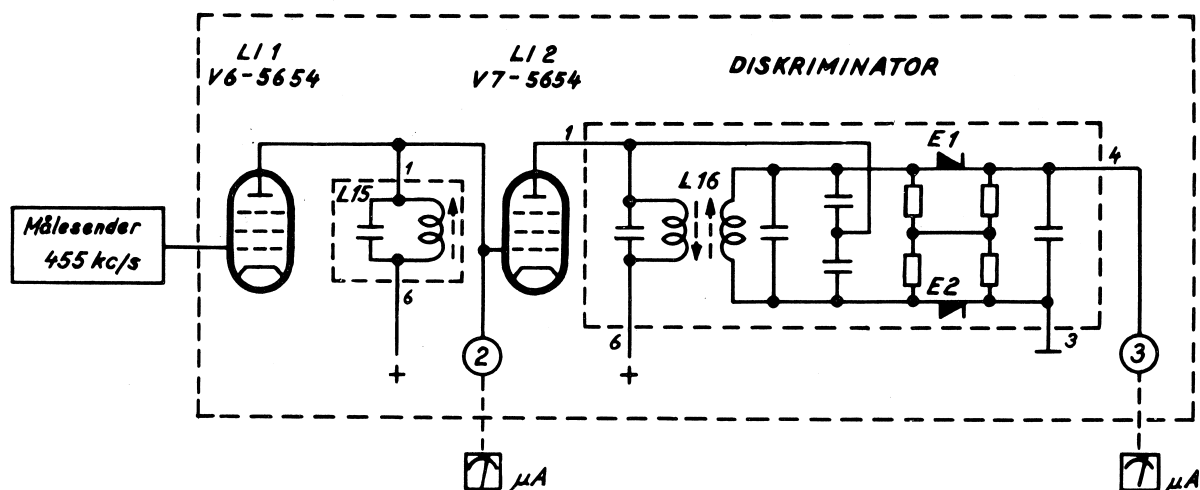 LI 1
V6-5654
LI 2
V7-5654
DISKRIMINATOR
Målesender
455 kc/s
L15
1
6
1
L16
E1
E2
4
3
6
+
+
2
3
µA
µA